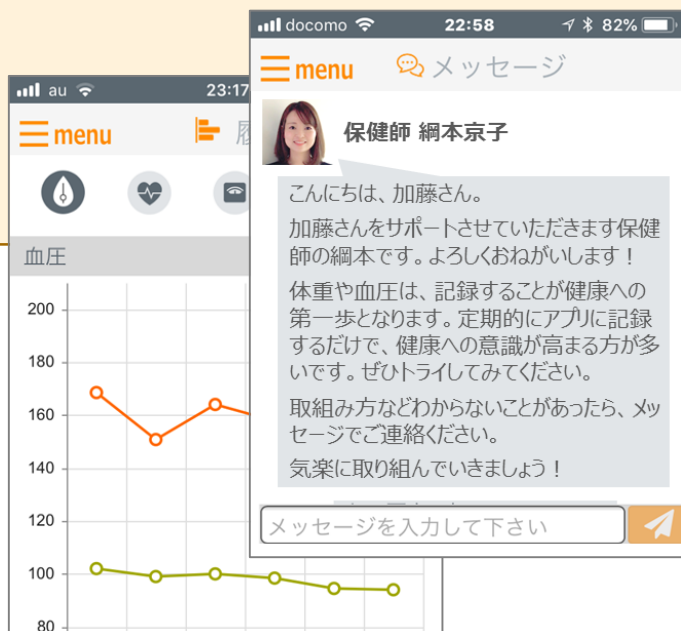 au
23:17
menu
血圧
200
180
160
140
120
100
80
docomo
22:58
82%
menu
メッセージ
保健師 綱本京子
こんにちは、加藤さん。
加藤さんをサポートさせていただきます保健
師の綱本です。よろしくおねがいします！
体重や血圧は、記録することが健康への
第一歩となります。定期的にアプリに記録
するだけで、健康への意識が高まる方が多
いです。ぜひトライしてみてください。
取組み方などわからないことがあったら、メッ
セージでご連絡ください。
気楽に取り組んでいきましょう！
メッセージを入力して下さい